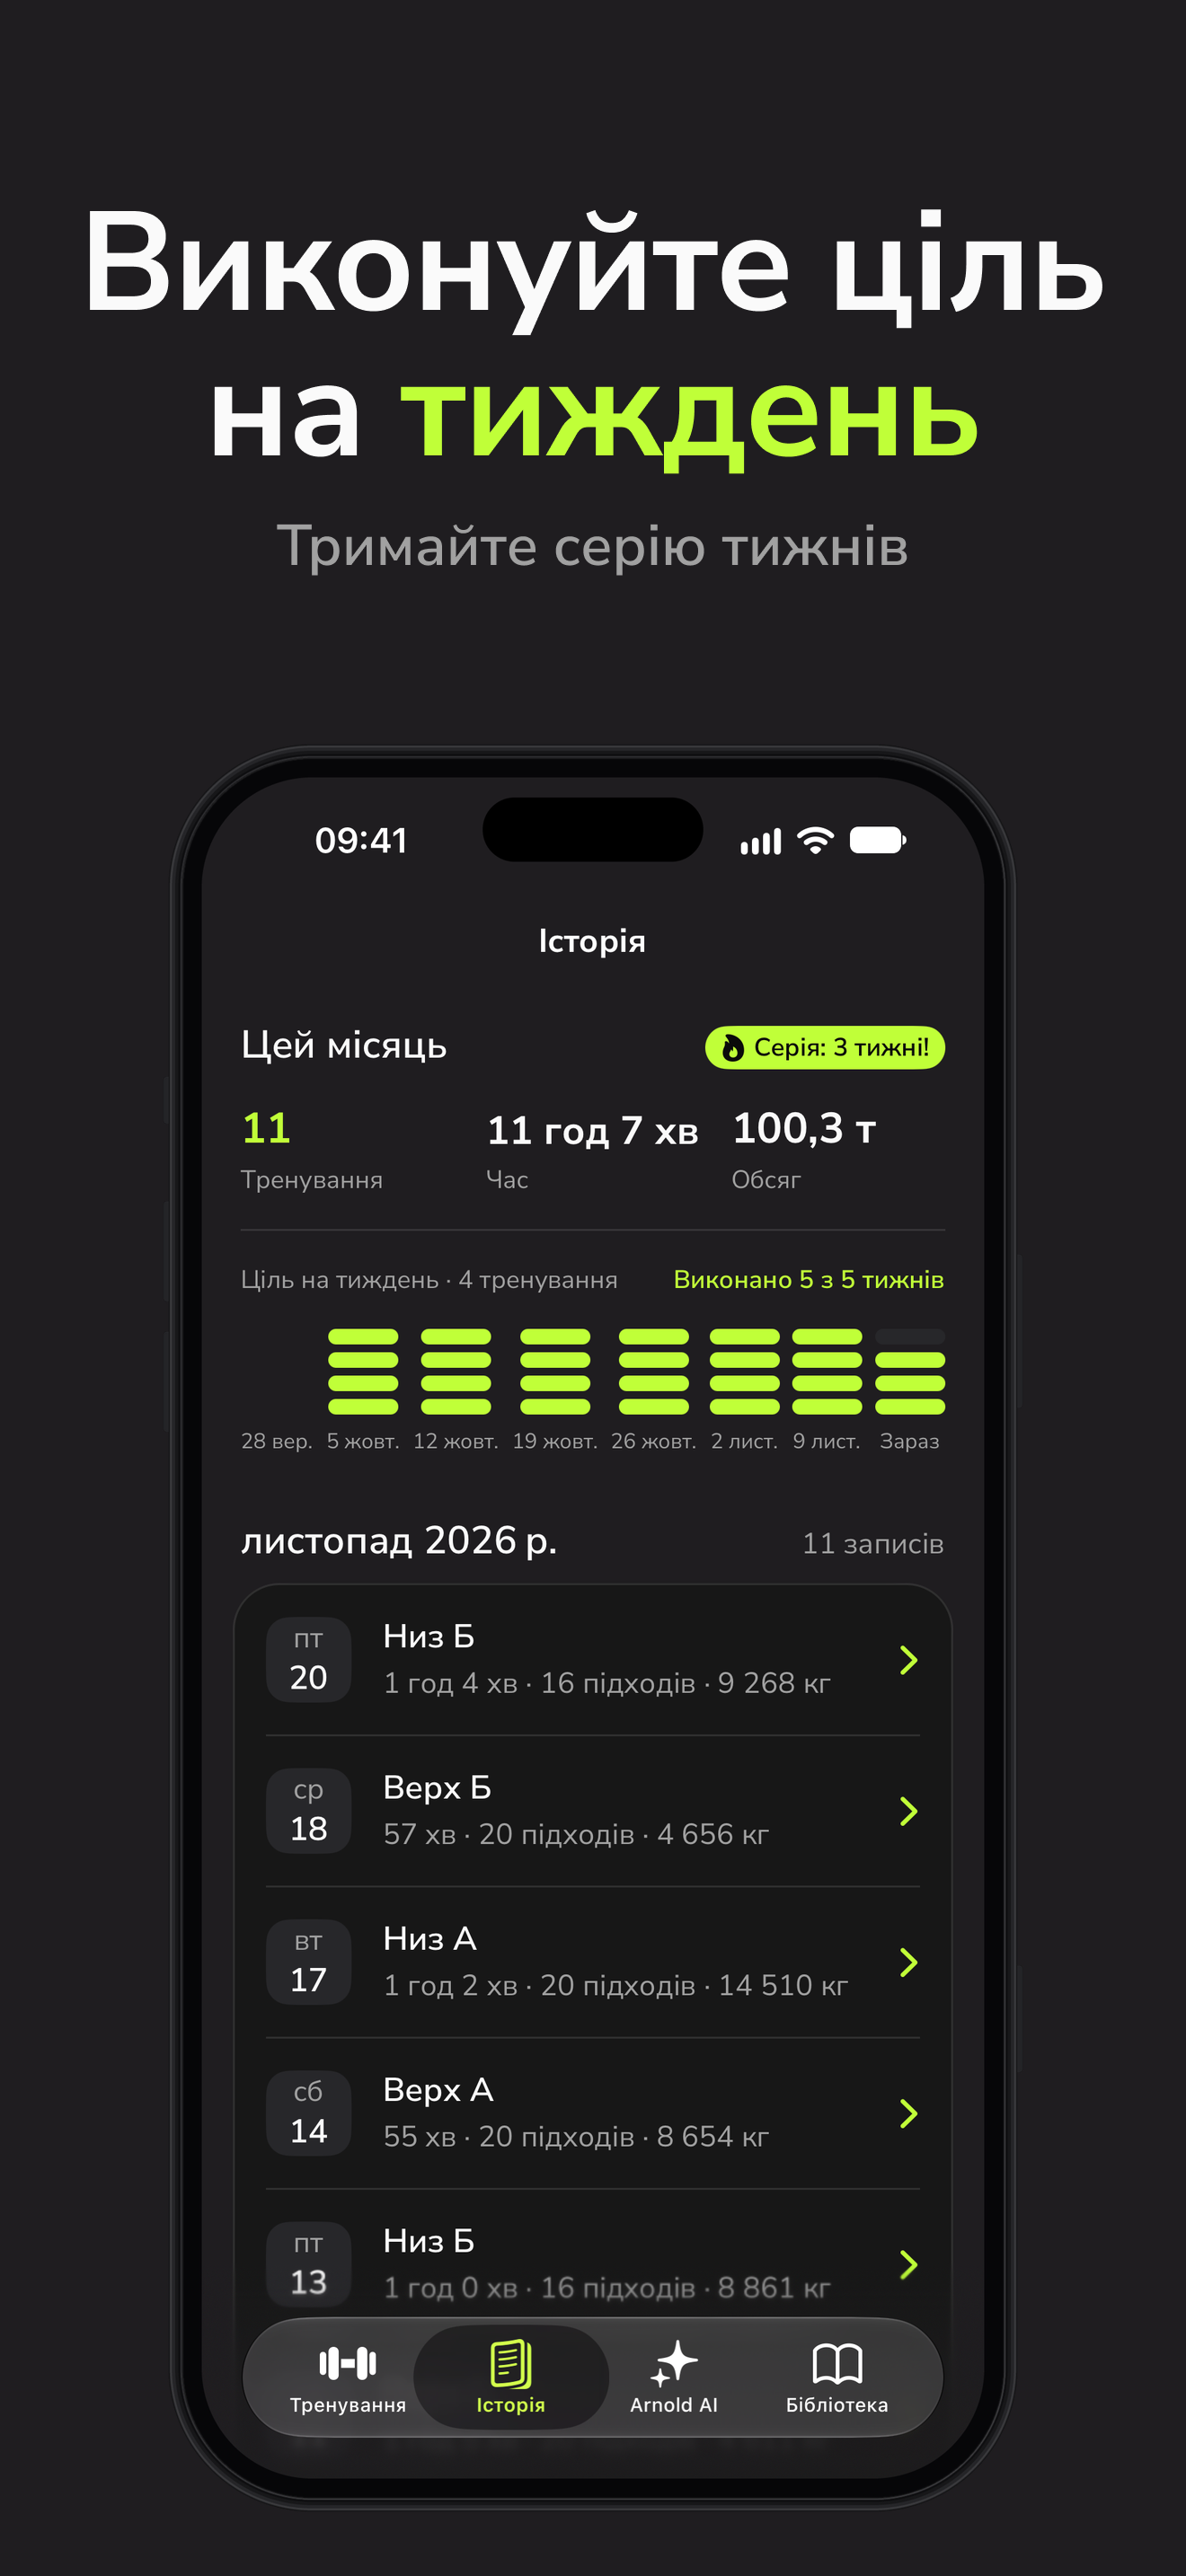 Виконуйте ціль
на тиждень
Тримайте серію тижнів
09:41
Історія
Цей місяць
Серія: 3 тижні!
11
11 год 7 хв
100,3 т
Тренування
Час
Обсяг
Ціль на тиждень · 4 тренування
Виконано 5 з 5 тижнів
28 вер. 5 жовт. 12 жовт. 19 жовт. 26 жовт. 2 лист. 9 лист. Зараз
листопад 2026 р.
11 записів
пт
20
Низ Б
1 год 4 хв · 16 підходів · 9 268 кг
ср
18
Верх Б
57 хв · 20 підходів · 4 656 кг
вт
17
Низ А
1 год 2 хв · 20 підходів · 14 510 кг
сб
14
Верх А
55 хв · 20 підходів · 8 654 кг
пт
13
Низ Б
1 год 0 хв · 16 підходів · 8 861 кг
Тренування
Історія
Arnold AI
Бібліотека